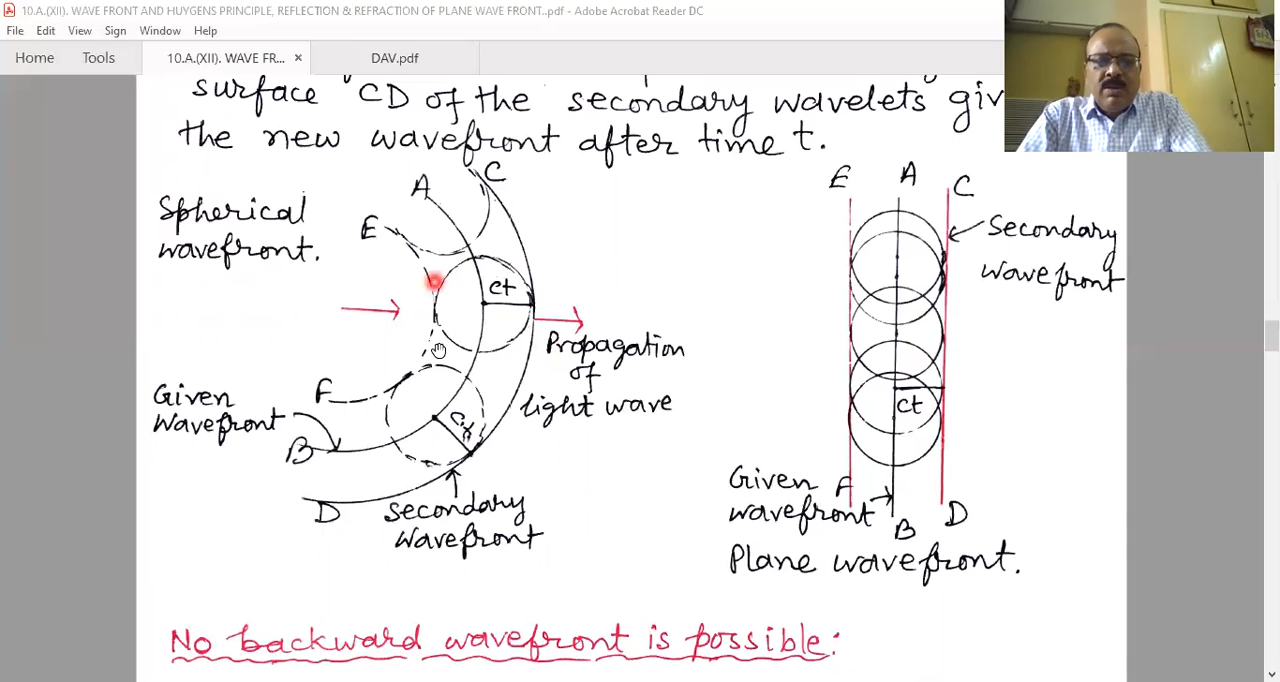 10.A.(XII). WAVE FRONT AND HUYGENS PRINCIPLE, REFLECTION & REFRACTION OF PLANE WAVE FRONT..pdf - Adobe Acrobat Reader DC
File Edit View Sign Window Help
Home Tools 10.A.(XII). WAVE FR... × DAV.pdf
surface CD of the secondary wavelets giv
the new wavefront after time t.
Spherical
wavefront.
A
C
E
ct
Propagation
of
light wave
F
Given
wavefront
B
ct
D
Secondary
wavefront
E
A
C
Secondary
wavefront
ct
Given
wavefront
F
B
D
Plane wavefront.
No backward wavefront is possible: